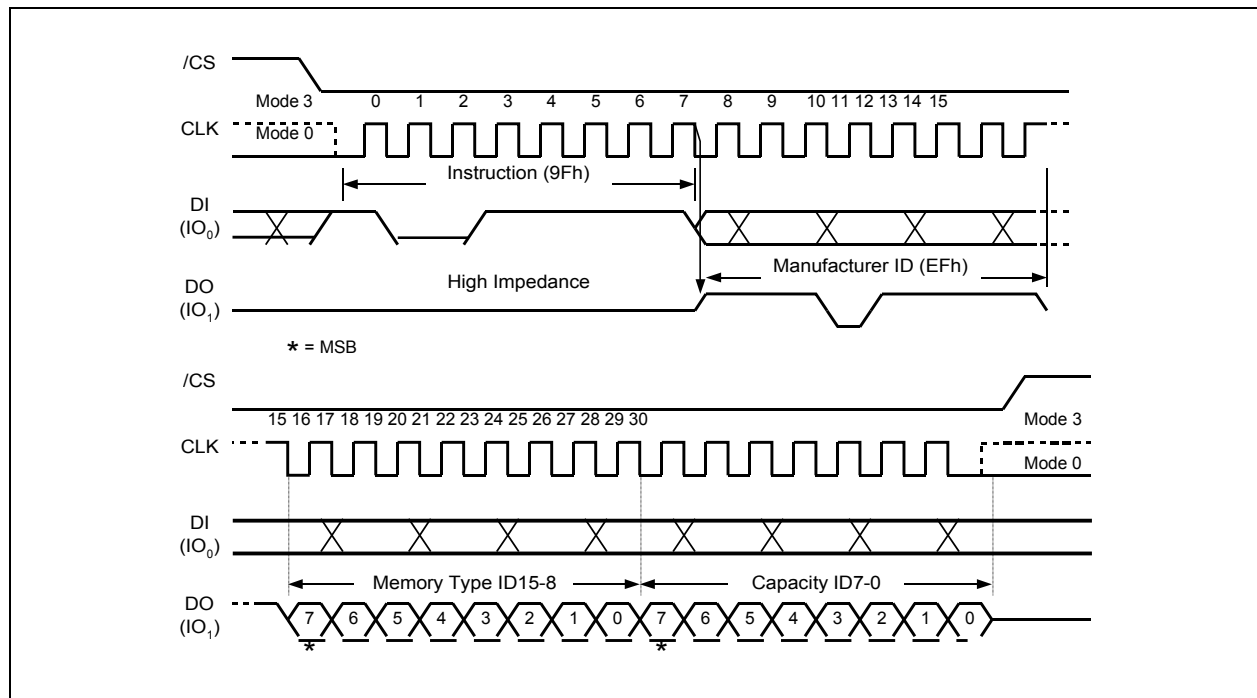 /CS
Mode 3 0 1 2 3 4 5 6 7 8 9 10 11 12 13 14 15
CLK Mode 0
Instruction (9Fh)
DI
(IO0)
Manufacturer ID (EFh)
DO High Impedance
(IO1)
* = MSB
/CS
15 16 17 18 19 20 21 22 23 24 25 26 27 28 29 30 Mode 3
CLK Mode 0
DI
(IO0)
Memory Type ID15-8 Capacity ID7-0
DO 7 6 5 4 3 2 1 0 7 6 5 4 3 2 1 0
(IO1)
* *